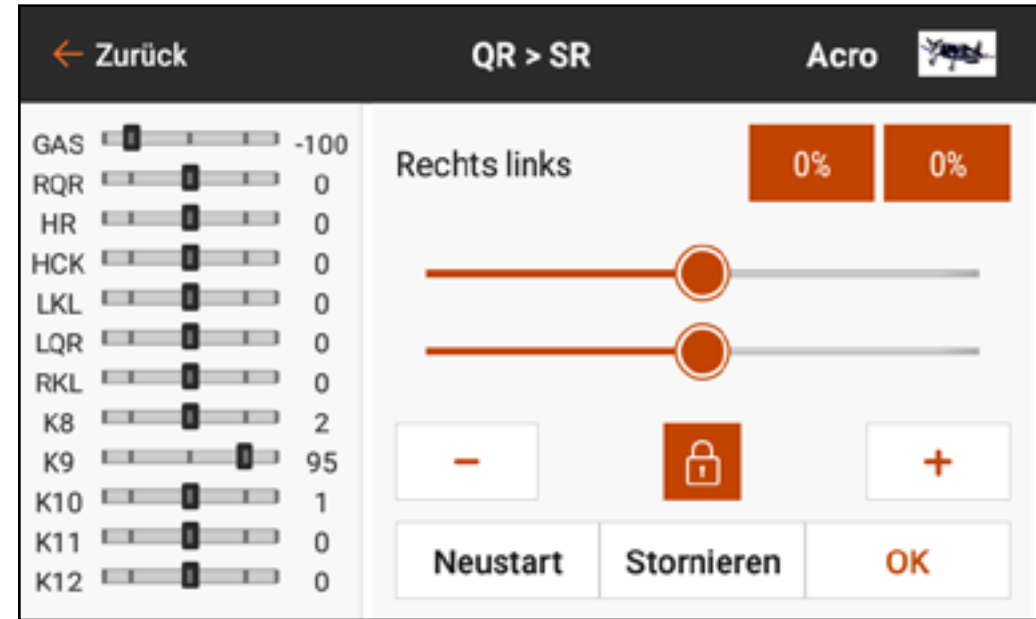 ← Zurück QR > SR Acro
GAS -100
RQR 0
HR 0
HCK 0
LKL 0
LQR 0
RKL 0
K8 2
K9 95
K10 1
K11 0
K12 0
Rechts links 0% 0%
− +
Neustart Stornieren OK